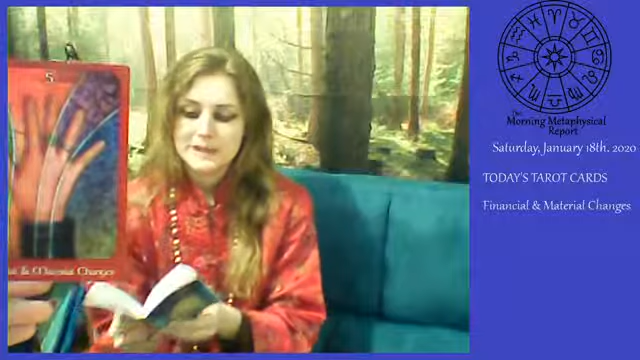 5
& Material Changes
The
Morning Metaphysical
Report
Saturday, January 18th, 2020
TODAY'S TAROT CARDS
Financial & Material Changes